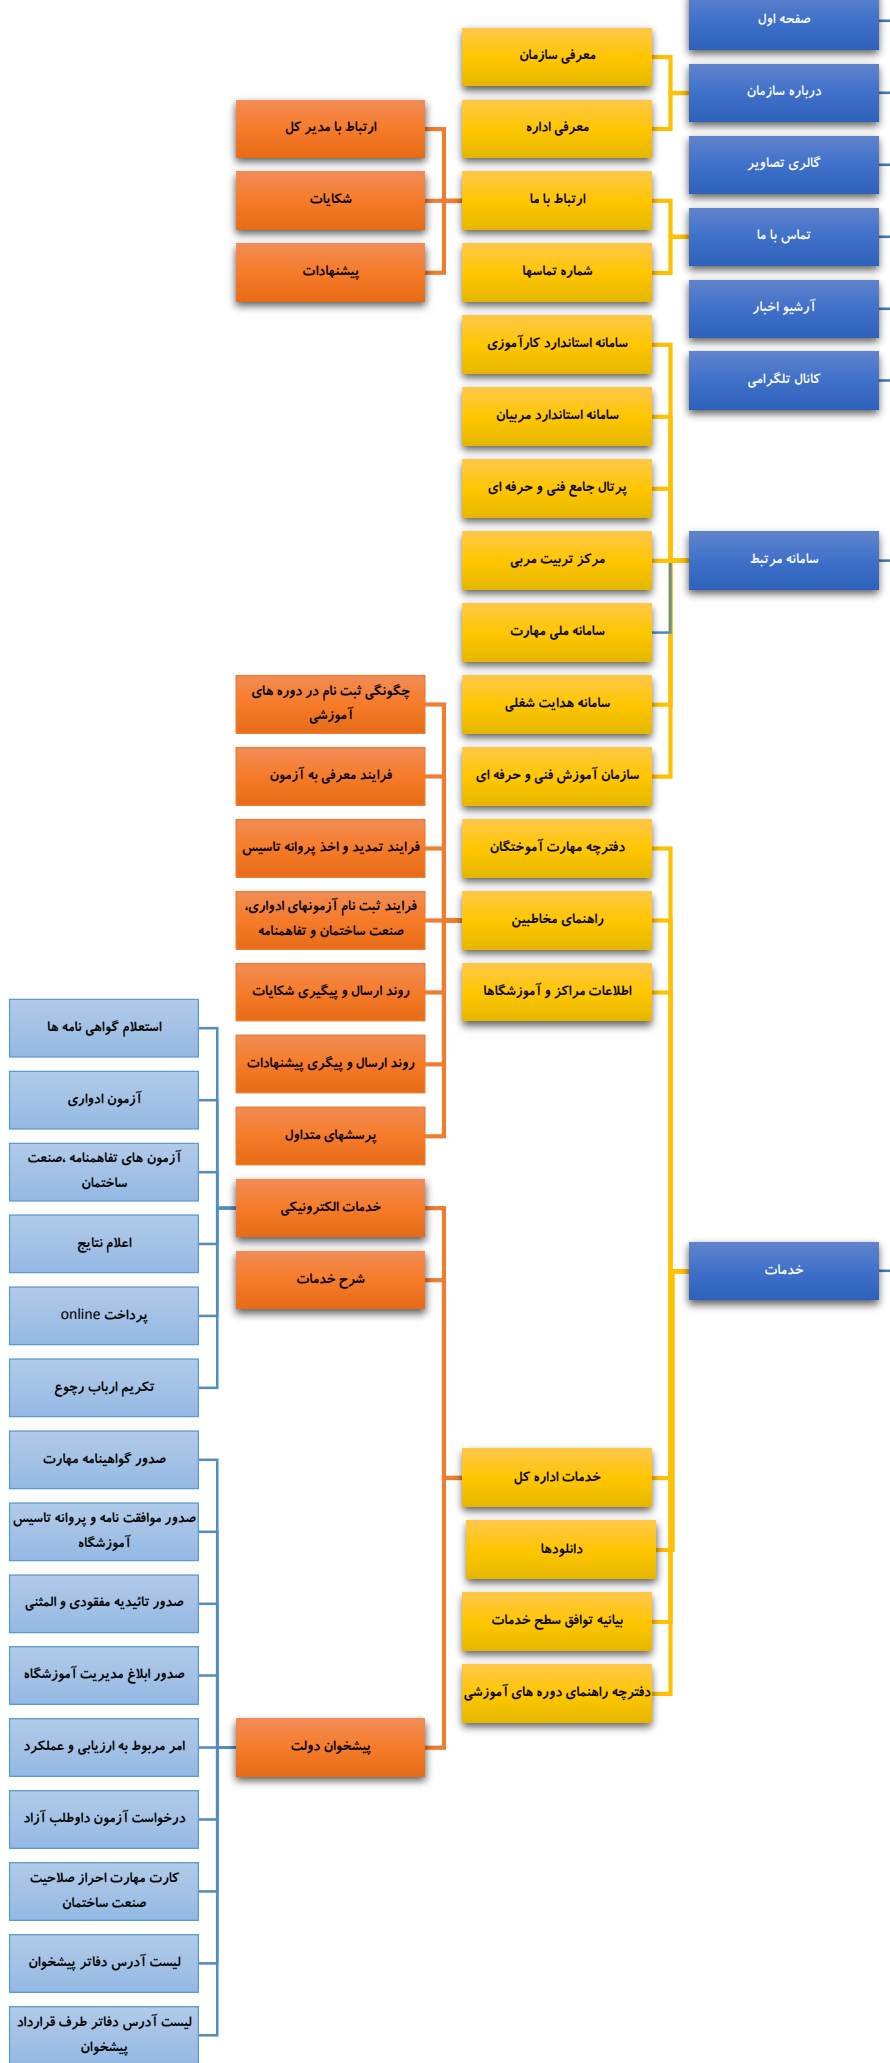 صفحه اول
درباره سازمان
معرفی سازمان
معرفی اداره
گالری تصاویر
تماس با ما
ارتباط با ما
ارتباط با مدیر کل
شکایات
پیشنهادات
شماره تماسها
آرشیو اخبار
کانال تلگرامی
سامانه مرتبط
سامانه استاندارد کارآموزی
سامانه استاندارد مربیان
پرتال جامع فنی و حرفه ای
مرکز تربیت مربی
سامانه ملی مهارت
سامانه هدایت شغلی
سازمان آموزش فنی و حرفه ای
خدمات
دفترچه مهارت آموختگان
راهنمای مخاطبین
چگونگی ثبت نام در دوره های
آموزشی
فرایند معرفی به آزمون
فرایند تمدید و اخذ پروانه تاسیس
فرایند ثبت نام آزمونهای ادواری،
صنعت ساختمان و تفاهمنامه
روند ارسال و پیگیری شکایات
روند ارسال و پیگری پیشنهادات
پرسشهای متداول
اطلاعات مراکز و آموزشگاها
خدمات اداره کل
خدمات الکترونیکی
استعلام گواهی نامه ها
آزمون ادواری
آزمون های تفاهمنامه ،صنعت
ساختمان
اعلام نتایج
پرداخت online
تکریم ارباب رجوع
شرح خدمات
پیشخوان دولت
صدور گواهینامه مهارت
صدور موافقت نامه و پروانه تاسیس
آموزشگاه
صدور تائیدیه مفقودی و المثنی
صدور ابلاغ مدیریت آموزشگاه
امر مربوط به ارزیابی و عملکرد
درخواست آزمون داوطلب آزاد
کارت مهارت احراز صلاحیت
صنعت ساختمان
لیست آدرس دفاتر پیشخوان
لیست آدرس دفاتر طرف قرارداد
پیشخوان
دانلودها
بیانیه توافق سطح خدمات
دفترچه راهنمای دوره های آموزشی